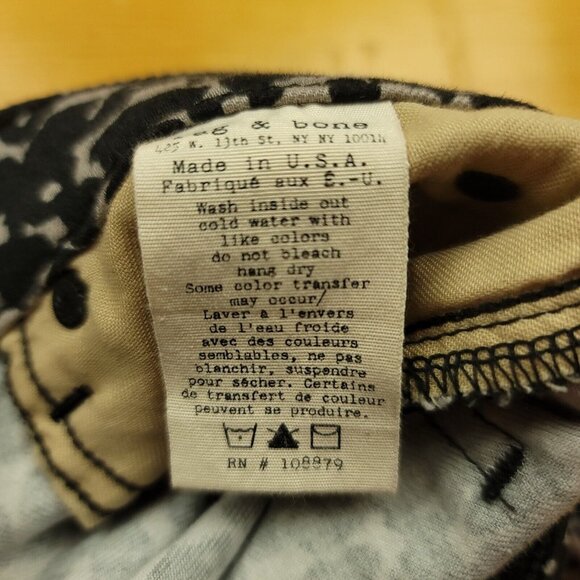 rag & bone
425 W. 13th St, NY NY 10014
Made in U.S.A.
Fabriqué aux É.-U.
Wash inside out
cold water with
like colors
do not bleach
hang dry
Some color transfer
may occur/
Laver à l'envers
de l'eau froide
avec des couleurs
semblables, ne pas
blanchir, suspendre
pour sécher. Certains
de transfert de couleur
peuvent se produire.
RN # 108879